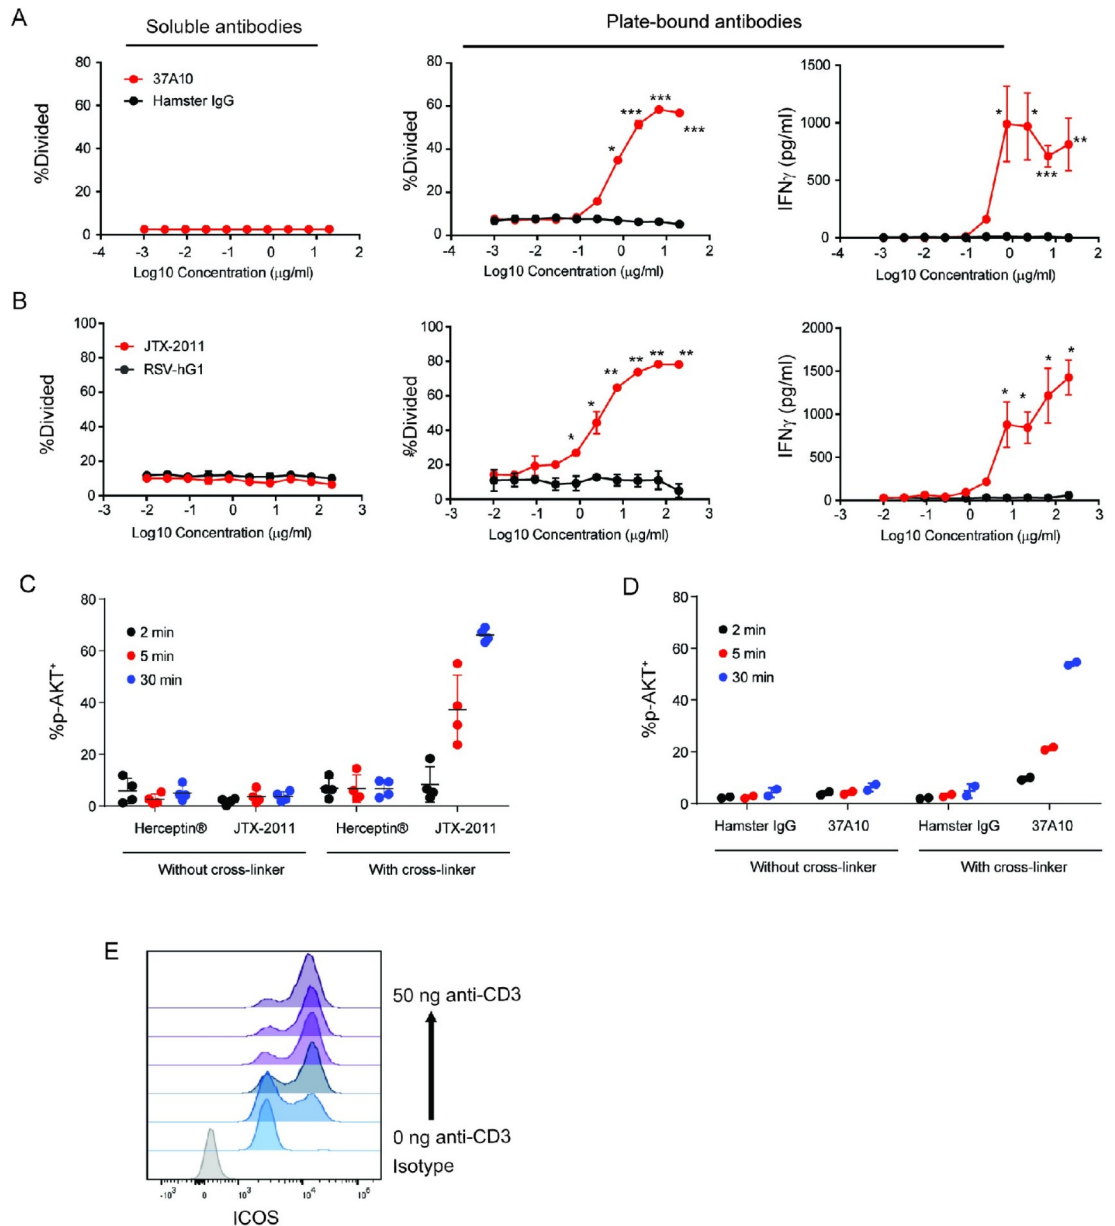 A
Soluble antibodies
Plate-bound antibodies
80
60
40
20
0
%Divided
37A10
Hamster IgG
-4 -3 -2 -1 0 1 2
Log10 Concentration (µg/ml)
80
60
40
20
0
%Divided
* *** *** ***
-4 -3 -2 -1 0 1 2
Log10 Concentration (µg/ml)
1500
1000
500
0
IFNγ (pg/ml)
* * *** **
-4 -3 -2 -1 0 1 2
Log10 Concentration (µg/ml)
B
100
80
60
40
20
0
%Divided
JTX-2011
RSV-hG1
-3 -2 -1 0 1 2 3
Log10 Concentration (µg/ml)
100
80
60
40
20
0
%Divided
* * ** ** ** **
-3 -2 -1 0 1 2 3
Log10 Concentration (µg/ml)
2000
1500
1000
500
0
IFNγ (pg/ml)
* * * *
-3 -2 -1 0 1 2 3
Log10 Concentration (µg/ml)
C
80
60
40
20
0
%p-AKT+
2 min
5 min
30 min
Herceptin® JTX-2011 Herceptin® JTX-2011
Without cross-linker With cross-linker
D
80
60
40
20
0
%p-AKT+
2 min
5 min
30 min
Hamster IgG 37A10 Hamster IgG 37A10
Without cross-linker With cross-linker
E
50 ng anti-CD3
0 ng anti-CD3
Isotype
-10³ 0 10³ 10⁴ 10⁵
ICOS